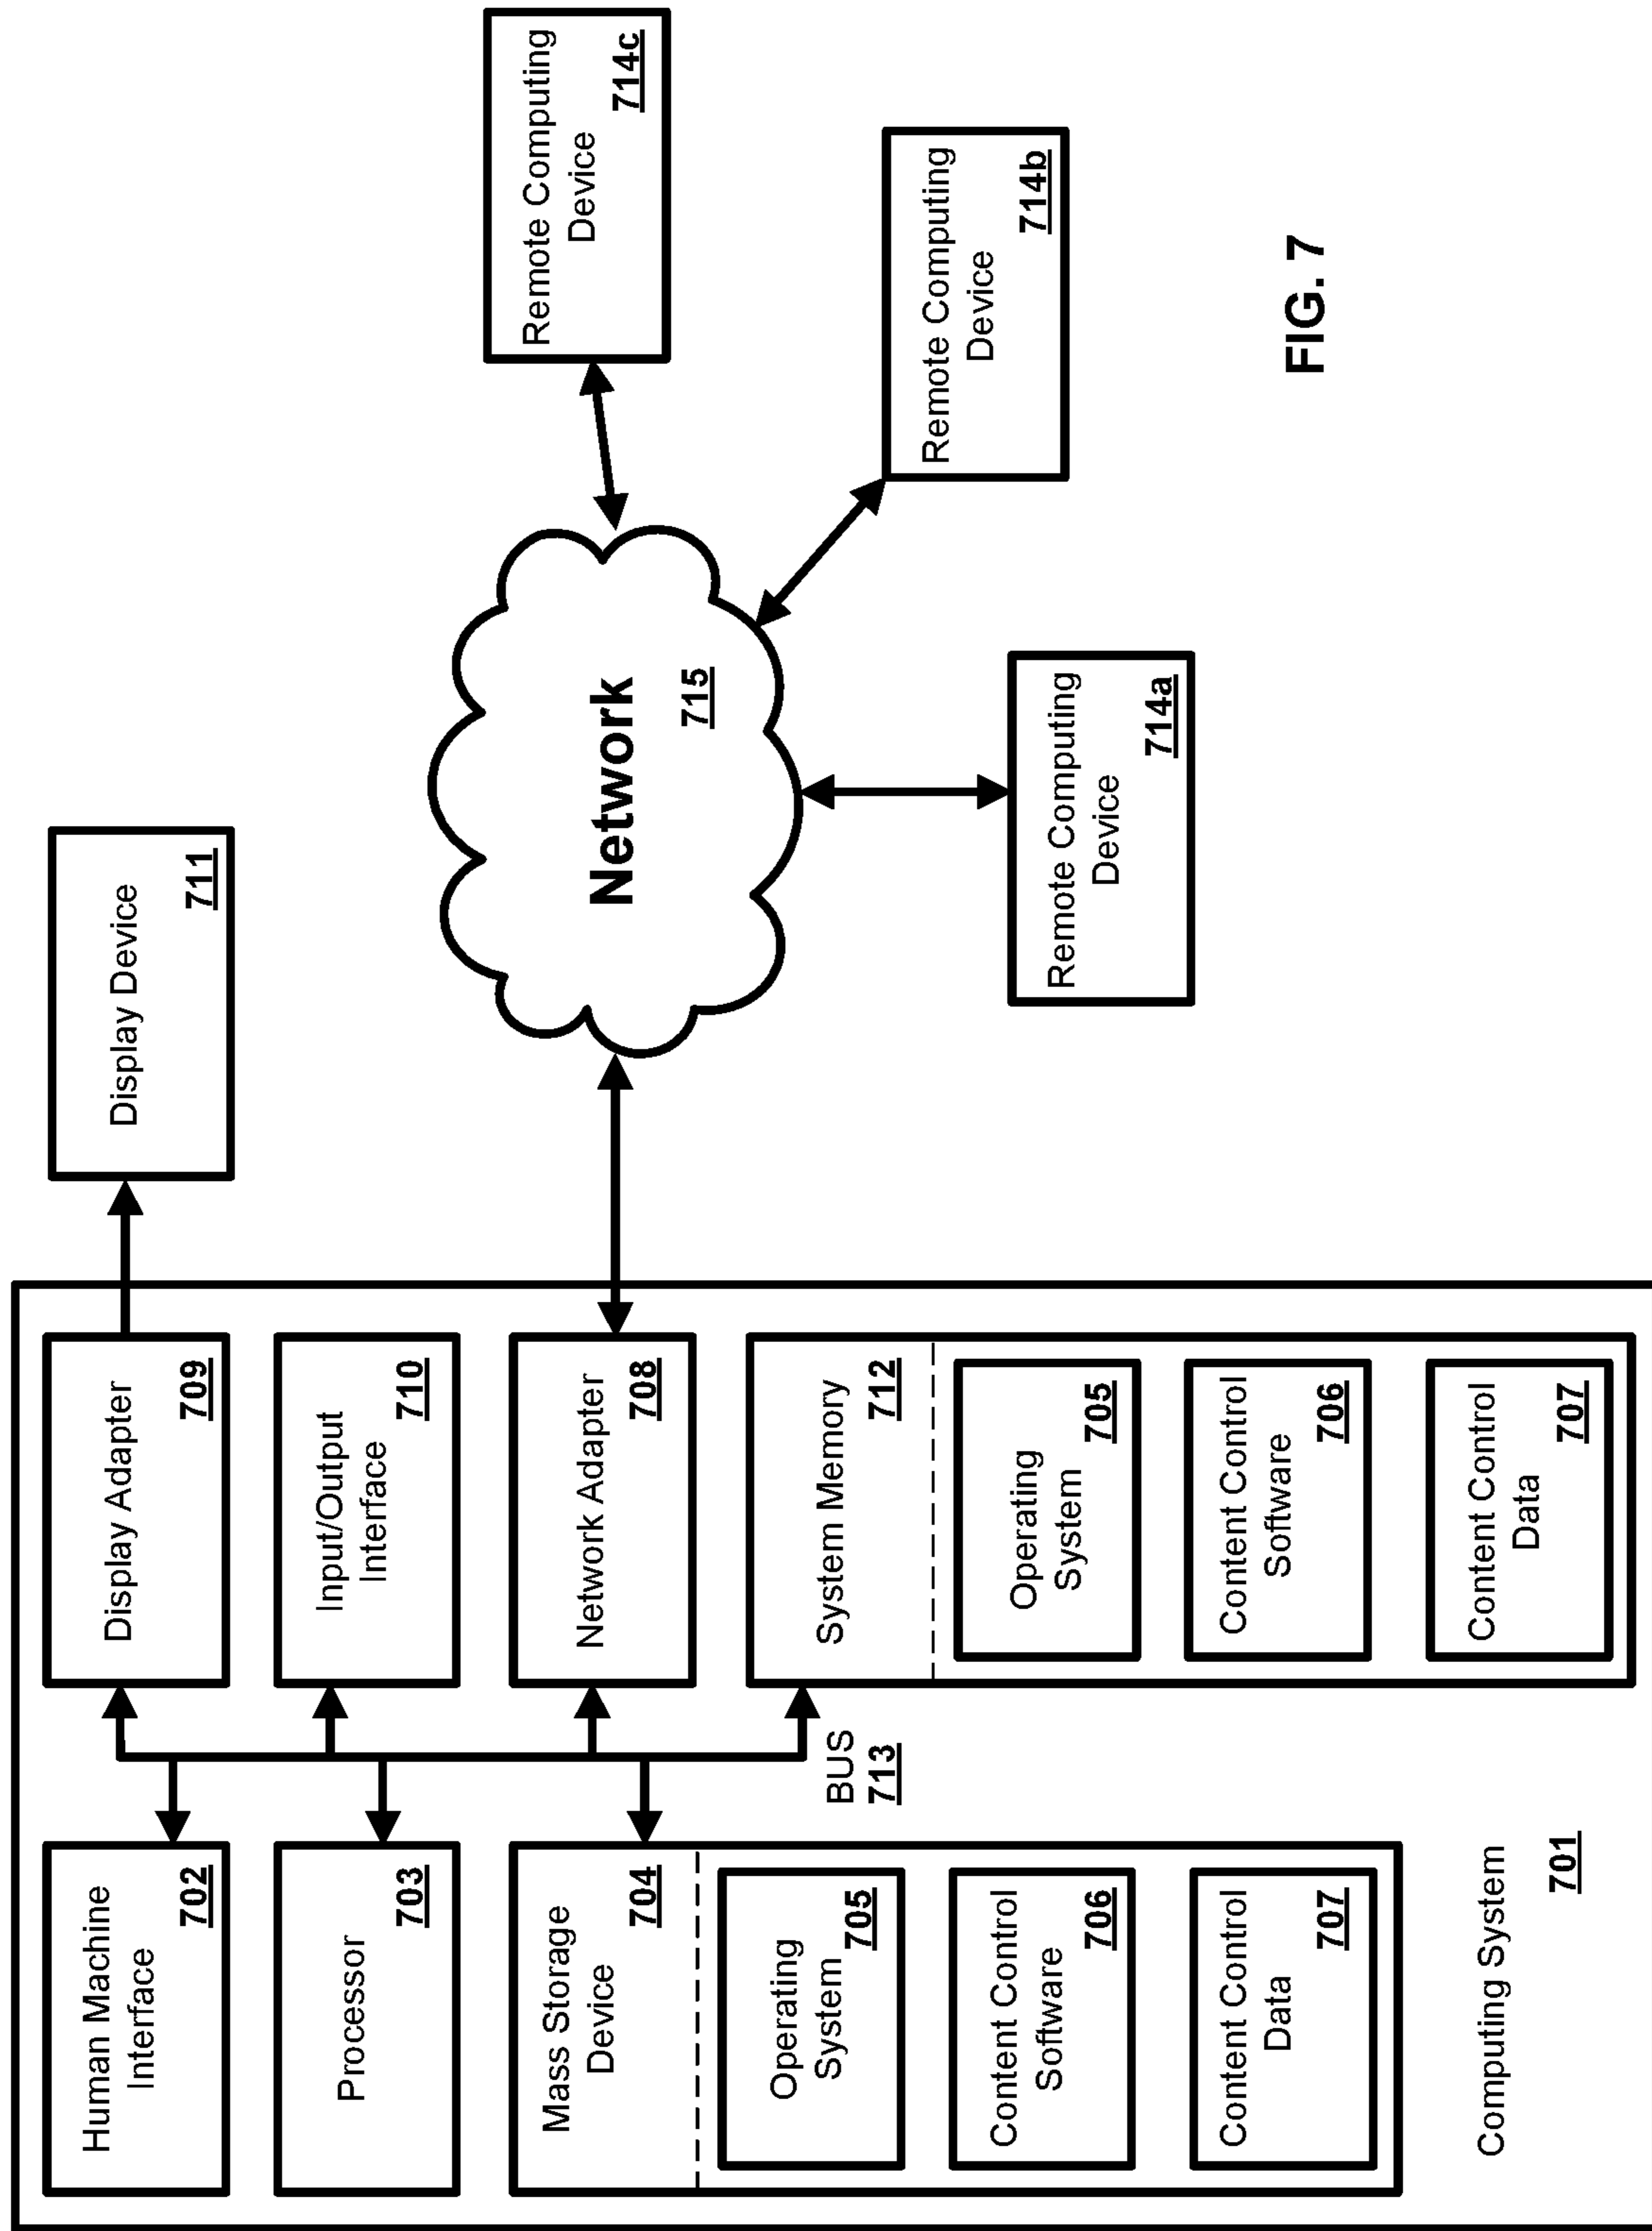 Human Machine
Interface
702
Processor
703
Mass Storage
Device
704
Operating
System
705
Content Control
Software
706
Content Control
Data
707
Computing System
701
BUS
713
Display Adapter
709
Input/Output
Interface
710
Network Adapter
708
System Memory
712
Operating
System
705
Content Control
Software
706
Content Control
Data
707
Display Device
711
Network
715
Remote Computing
Device
714a
Remote Computing
Device
714b
Remote Computing
Device
714c
FIG. 7